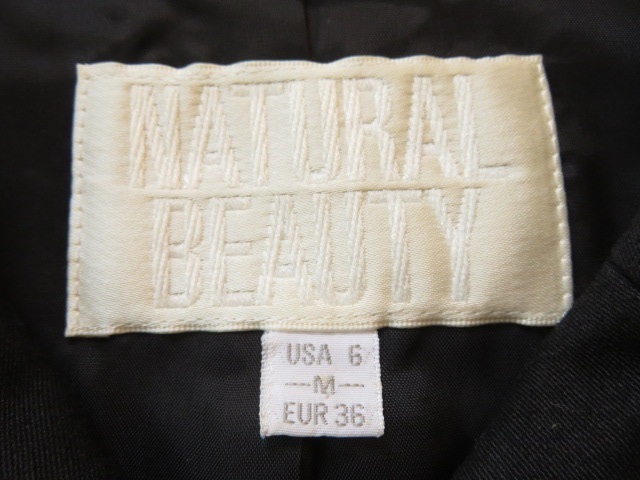 NATURAL
BEAUTY
USA 6
—M—
EUR 36